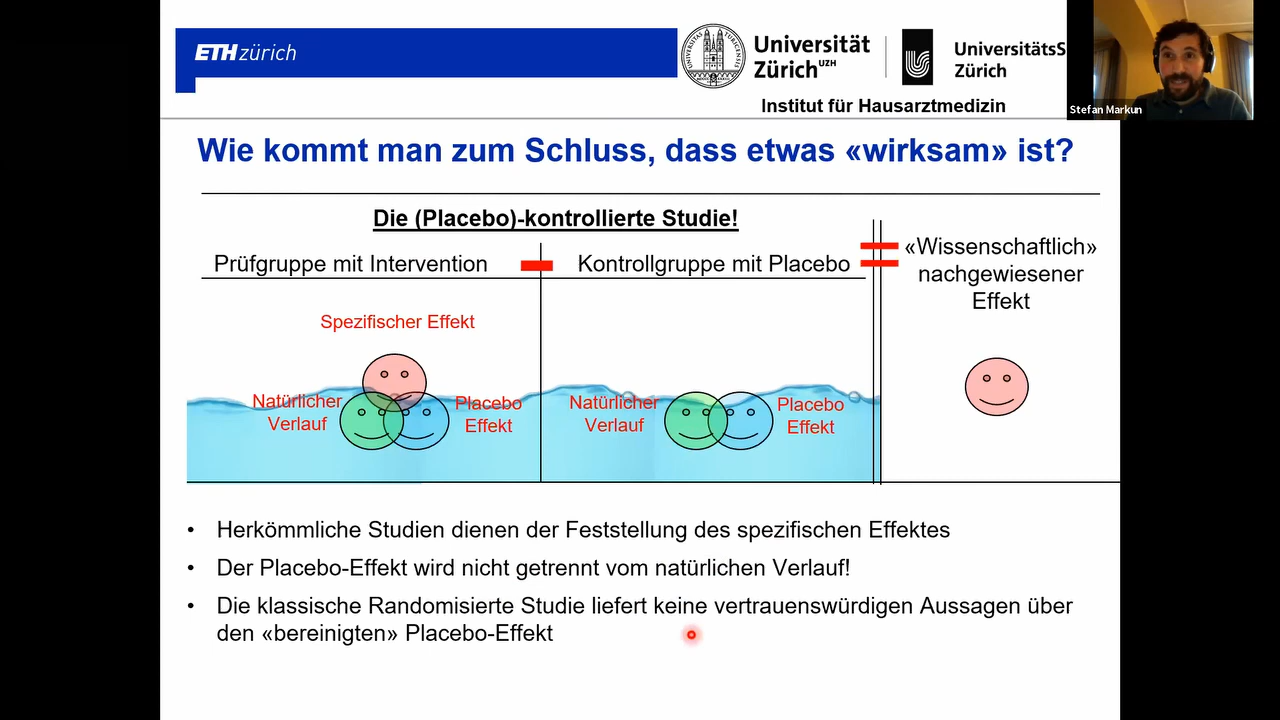 ETH zürich
Universität
Zürich UZH
UniversitätsS
Zürich
Institut für Hausarztmedizin
Stefan Markun
Wie kommt man zum Schluss, dass etwas «wirksam» ist?
Die (Placebo)-kontrollierte Studie!
Prüfgruppe mit Intervention
Kontrollgruppe mit Placebo
«Wissenschaftlich»
nachgewiesener
Effekt
Spezifischer Effekt
Natürlicher
Verlauf
Placebo
Effekt
Natürlicher
Verlauf
Placebo
Effekt
• Herkömmliche Studien dienen der Feststellung des spezifischen Effektes
• Der Placebo-Effekt wird nicht getrennt vom natürlichen Verlauf!
• Die klassische Randomisierte Studie liefert keine vertrauenswürdigen Aussagen über
den «bereinigten» Placebo-Effekt